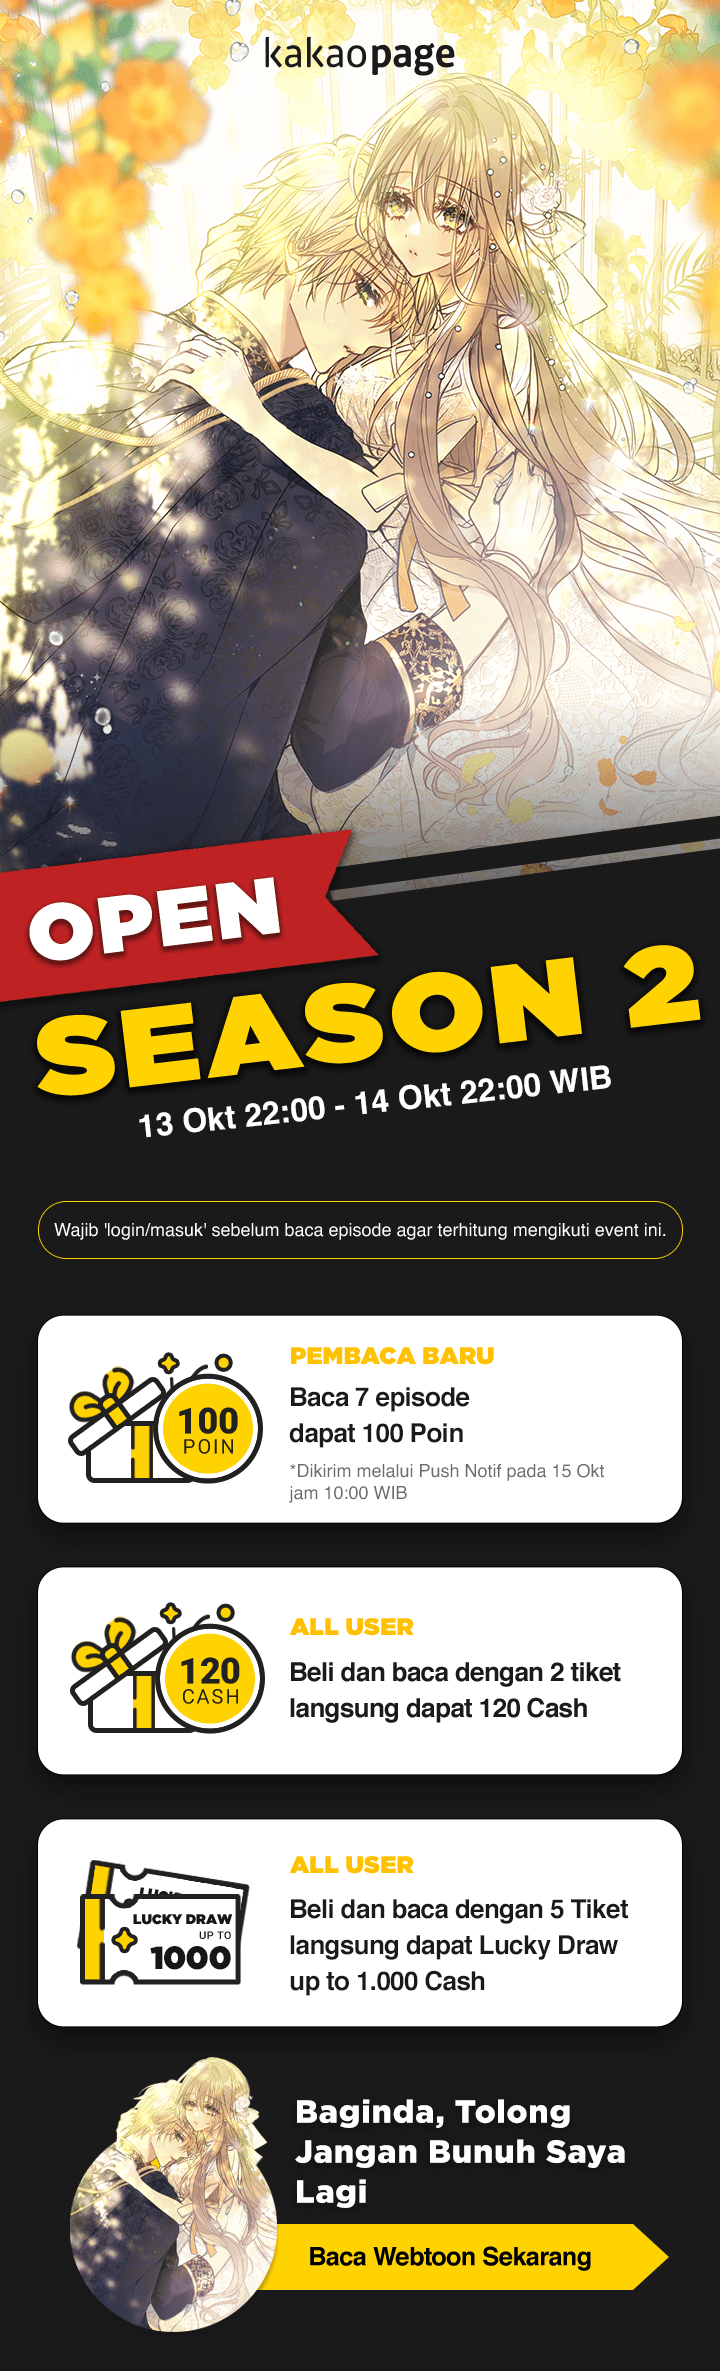 kakaopage
OPEN
SEASON 2
13 Okt 22:00 - 14 Okt 22:00 WIB
Wajib 'login/masuk' sebelum baca episode agar terhitung mengikuti event ini.
100
POIN
PEMBACA BARU
Baca 7 episode
dapat 100 Poin
*Dikirim melalui Push Notif pada 15 Okt
jam 10:00 WIB
120
CASH
ALL USER
Beli dan baca dengan 2 tiket
langsung dapat 120 Cash
LUCKY DRAW
UP TO
1000
ALL USER
Beli dan baca dengan 5 Tiket
langsung dapat Lucky Draw
up to 1.000 Cash
Baginda, Tolong
Jangan Bunuh Saya
Lagi
Baca Webtoon Sekarang